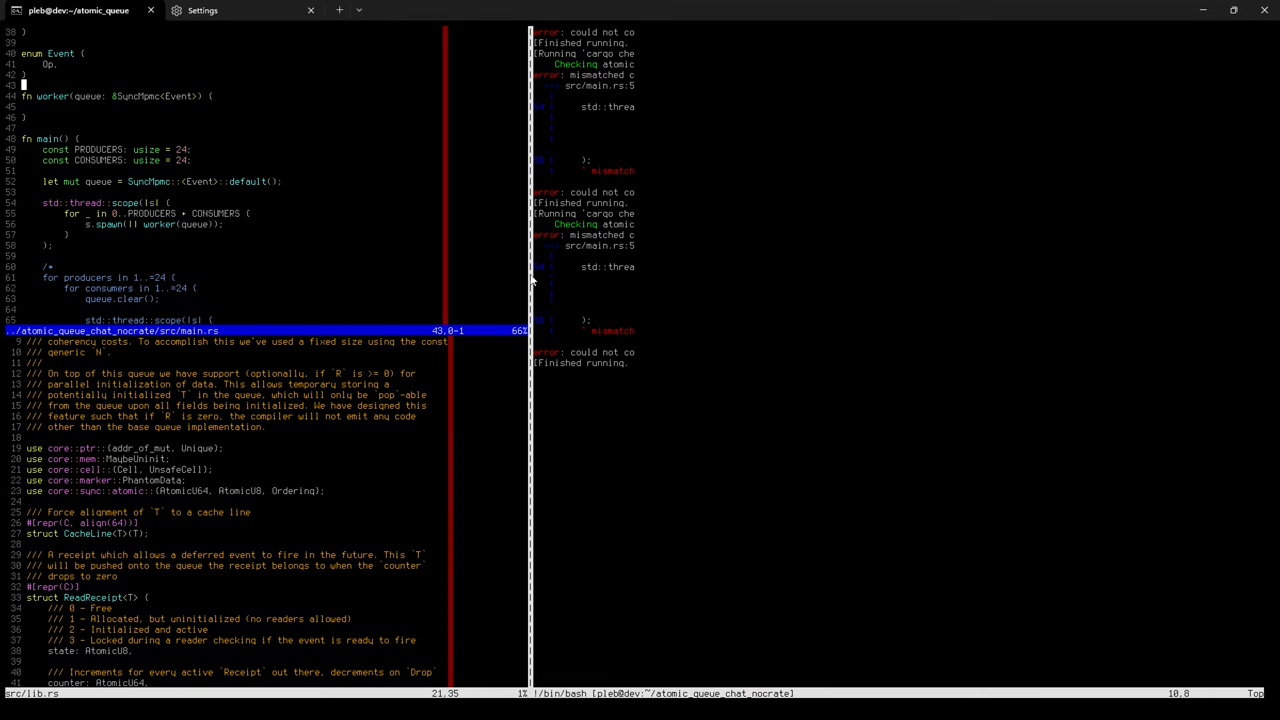 pleb@dev:~/atomic_queue
Settings
38 }
39
40 enum Event {
41     Op,
42 }
43
44 fn worker(queue: &SyncMpmc<Event>) {
45
46 }
47
48 fn main() {
49     const PRODUCERS: usize = 24;
50     const CONSUMERS: usize = 24;
51
52     let mut queue = SyncMpmc::<Event>::default();
53
54     std::thread::scope(|s| {
55         for _ in 0..PRODUCERS + CONSUMERS {
56             s.spawn(|| worker(queue));
57         }
58     );
59
60     /*
61     for producers in 1..=24 {
62         for consumers in 1..=24 {
63             queue.clear();
64
65             std::thread::scope(|s| {
../atomic_queue_chat_nocrate/src/main.rs 43,0-1 66%
9 /// coherency costs. To accomplish this we've used a fixed size using the const
10 /// generic `N`.
11 ///
12 /// On top of this queue we have support (optionally, if `R` is >= 0) for
13 /// parallel initialization of data. This allows temporary storing a
14 /// potentially initialized `T` in the queue, which will only be `pop`-able
15 /// from the queue upon all fields being initialized. We have designed this
16 /// feature such that if `R` is zero, the compiler will not emit any code
17 /// other than the base queue implementation.
18
19 use core::ptr::{addr_of_mut, Unique};
20 use core::mem::MaybeUninit;
21 use core::cell::{Cell, UnsafeCell};
22 use core::marker::PhantomData;
23 use core::sync::atomic::{AtomicU64, AtomicU8, Ordering};
24
25 /// Force alignment of `T` to a cache line
26 #[repr(C, align(64))]
27 struct CacheLine<T>(T);
28
29 /// A receipt which allows a deferred event to fire in the future. This `T`
30 /// will be pushed onto the queue the receipt belongs to when the `counter`
31 /// drops to zero
32 #[repr(C)]
33 struct ReadReceipt<T> {
34     /// 0 - Free
35     /// 1 - Allocated, but uninitialized (no readers allowed)
36     /// 2 - Initialized and active
37     /// 3 - Locked during a reader checking if the event is ready to fire
38     state: AtomicU8,
39
40     /// Increments for every active `Receipt` out there, decrements on `Drop`
41     counter: AtomicU64,
src/lib.rs 21,35 1%
error: could not co
[Finished running.
[Running 'cargo che
    Checking atomic
error: mismatched c
  --> src/main.rs:5
   |
54 |     std::threa
   |
   |
   |
   |
58 |     );
   |     ^ mismatch
error: could not co
[Finished running.
[Running 'cargo che
    Checking atomic
error: mismatched c
  --> src/main.rs:5
   |
54 |     std::threa
   |
   |
   |
   |
58 |     );
   |     ^ mismatch
error: could not co
[Finished running.
!/bin/bash [pleb@dev:~/atomic_queue_chat_nocrate] 10,8 Top